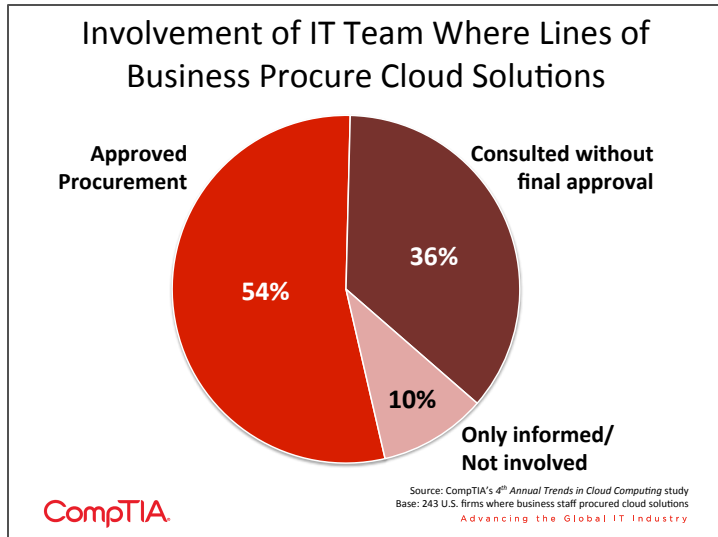 Involvement of IT Team Where Lines of
Business Procure Cloud Solutions
Approved
Procurement
Consulted without
final approval
36%
54%
10%
Only informed/
Not involved
Source: CompTIA's 4th Annual Trends in Cloud Computing study
Base: 243 U.S. firms where business staff procured cloud solutions
CompTIA.
Advancing the Global IT Industry